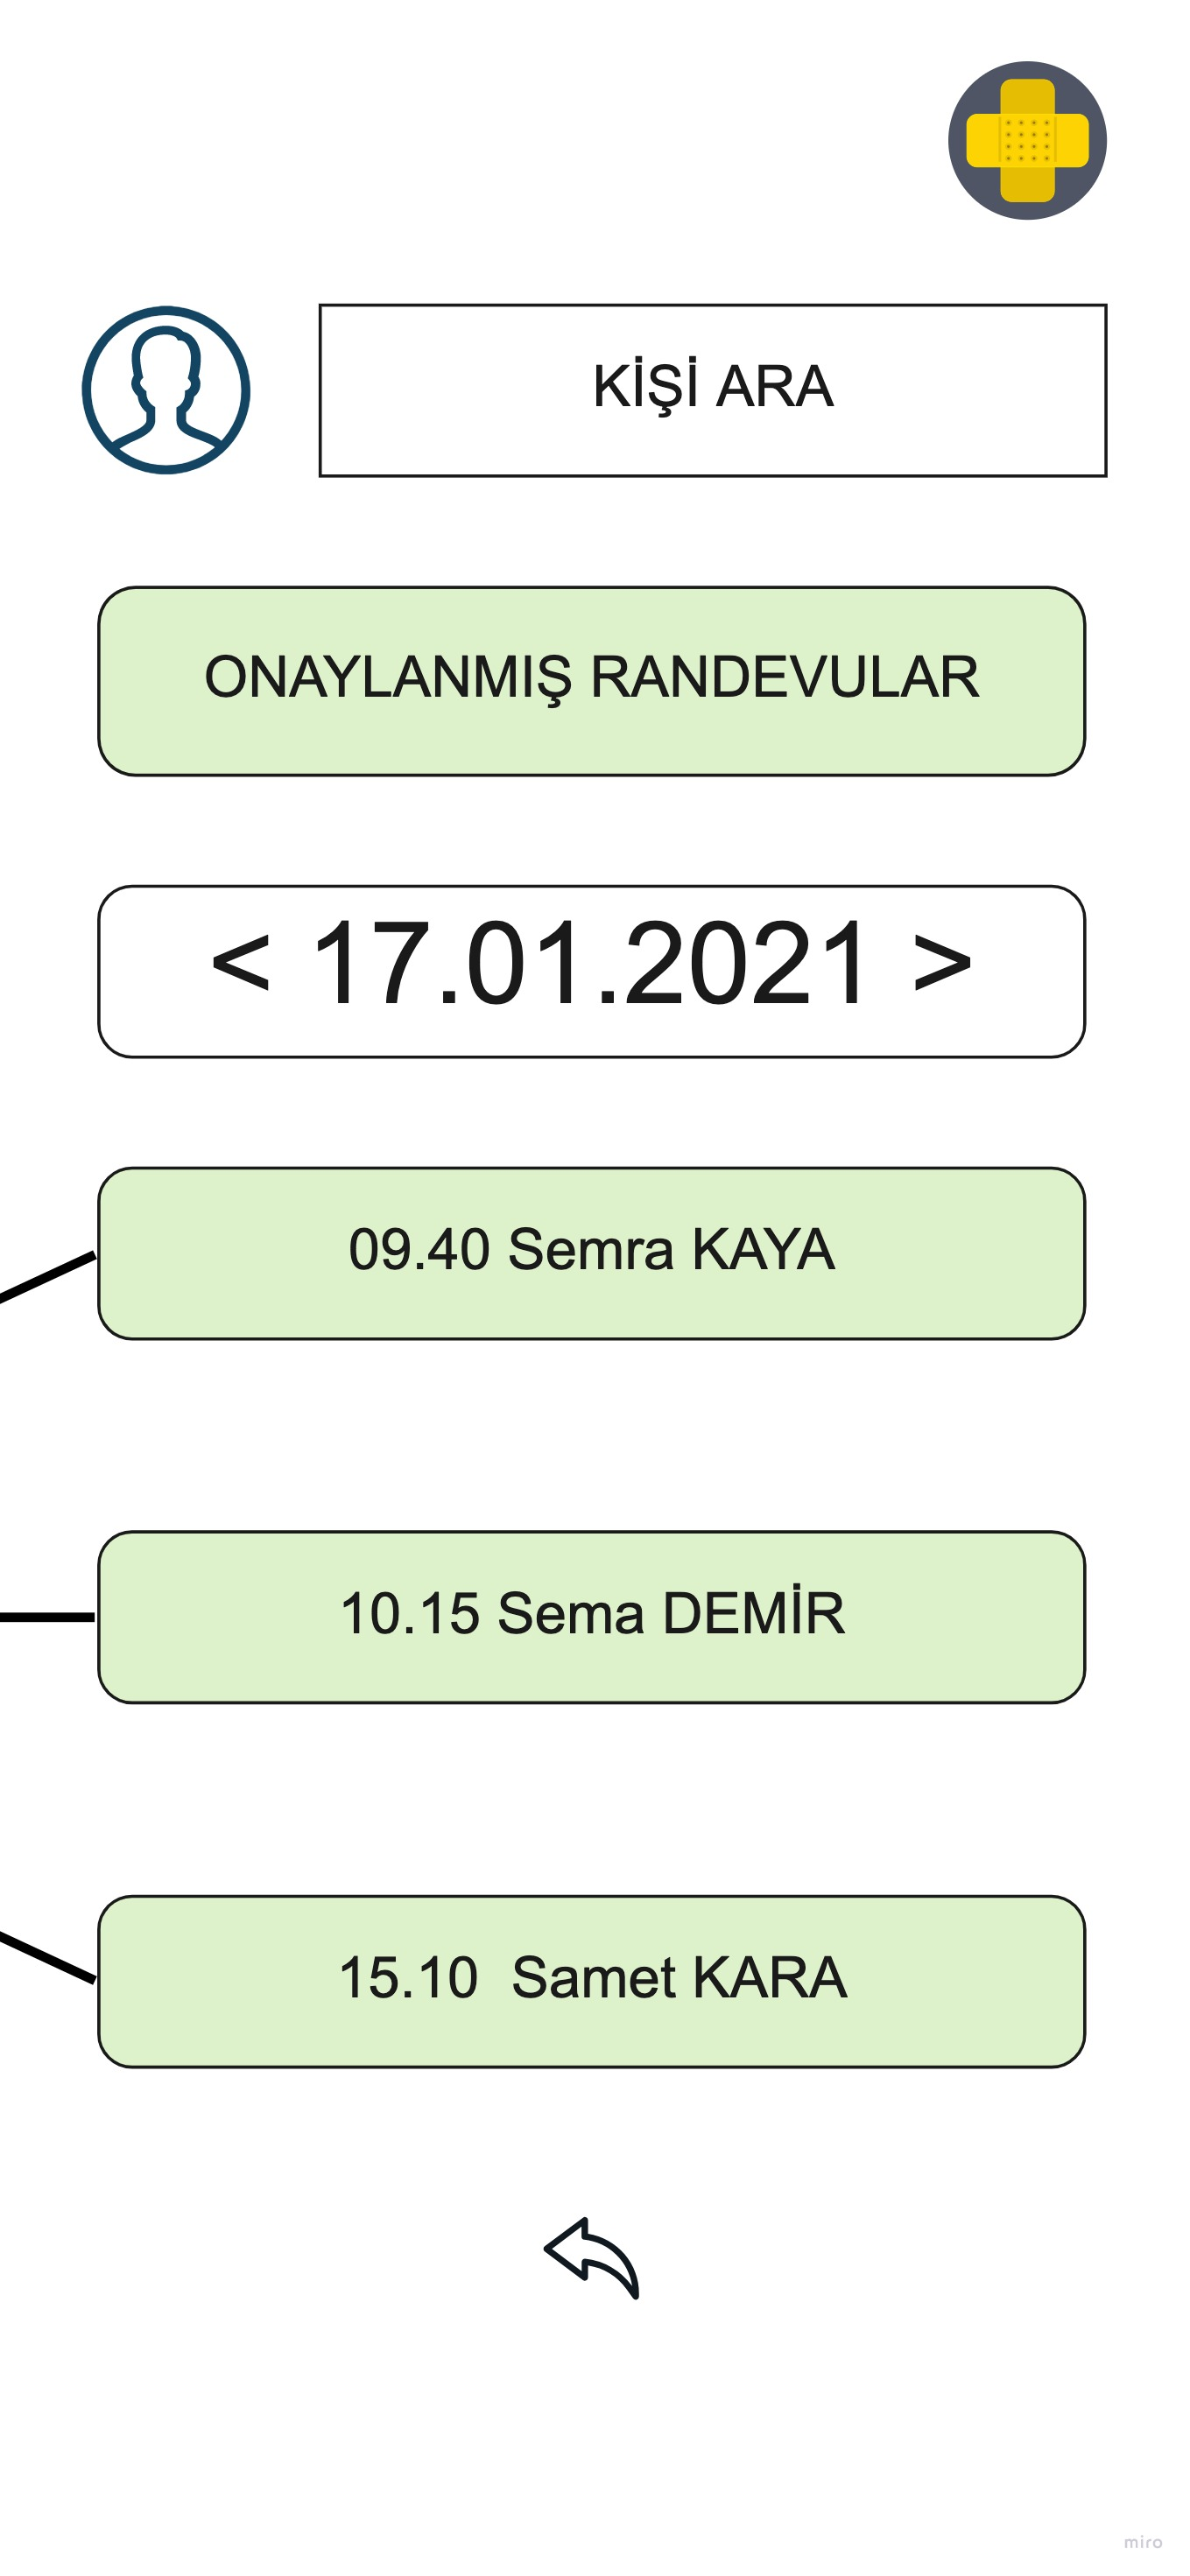 KİŞİ ARA
ONAYLANMIŞ RANDEVULAR
< 17.01.2021 >
09.40 Semra KAYA
10.15 Sema DEMİR
15.10  Samet KARA
miro